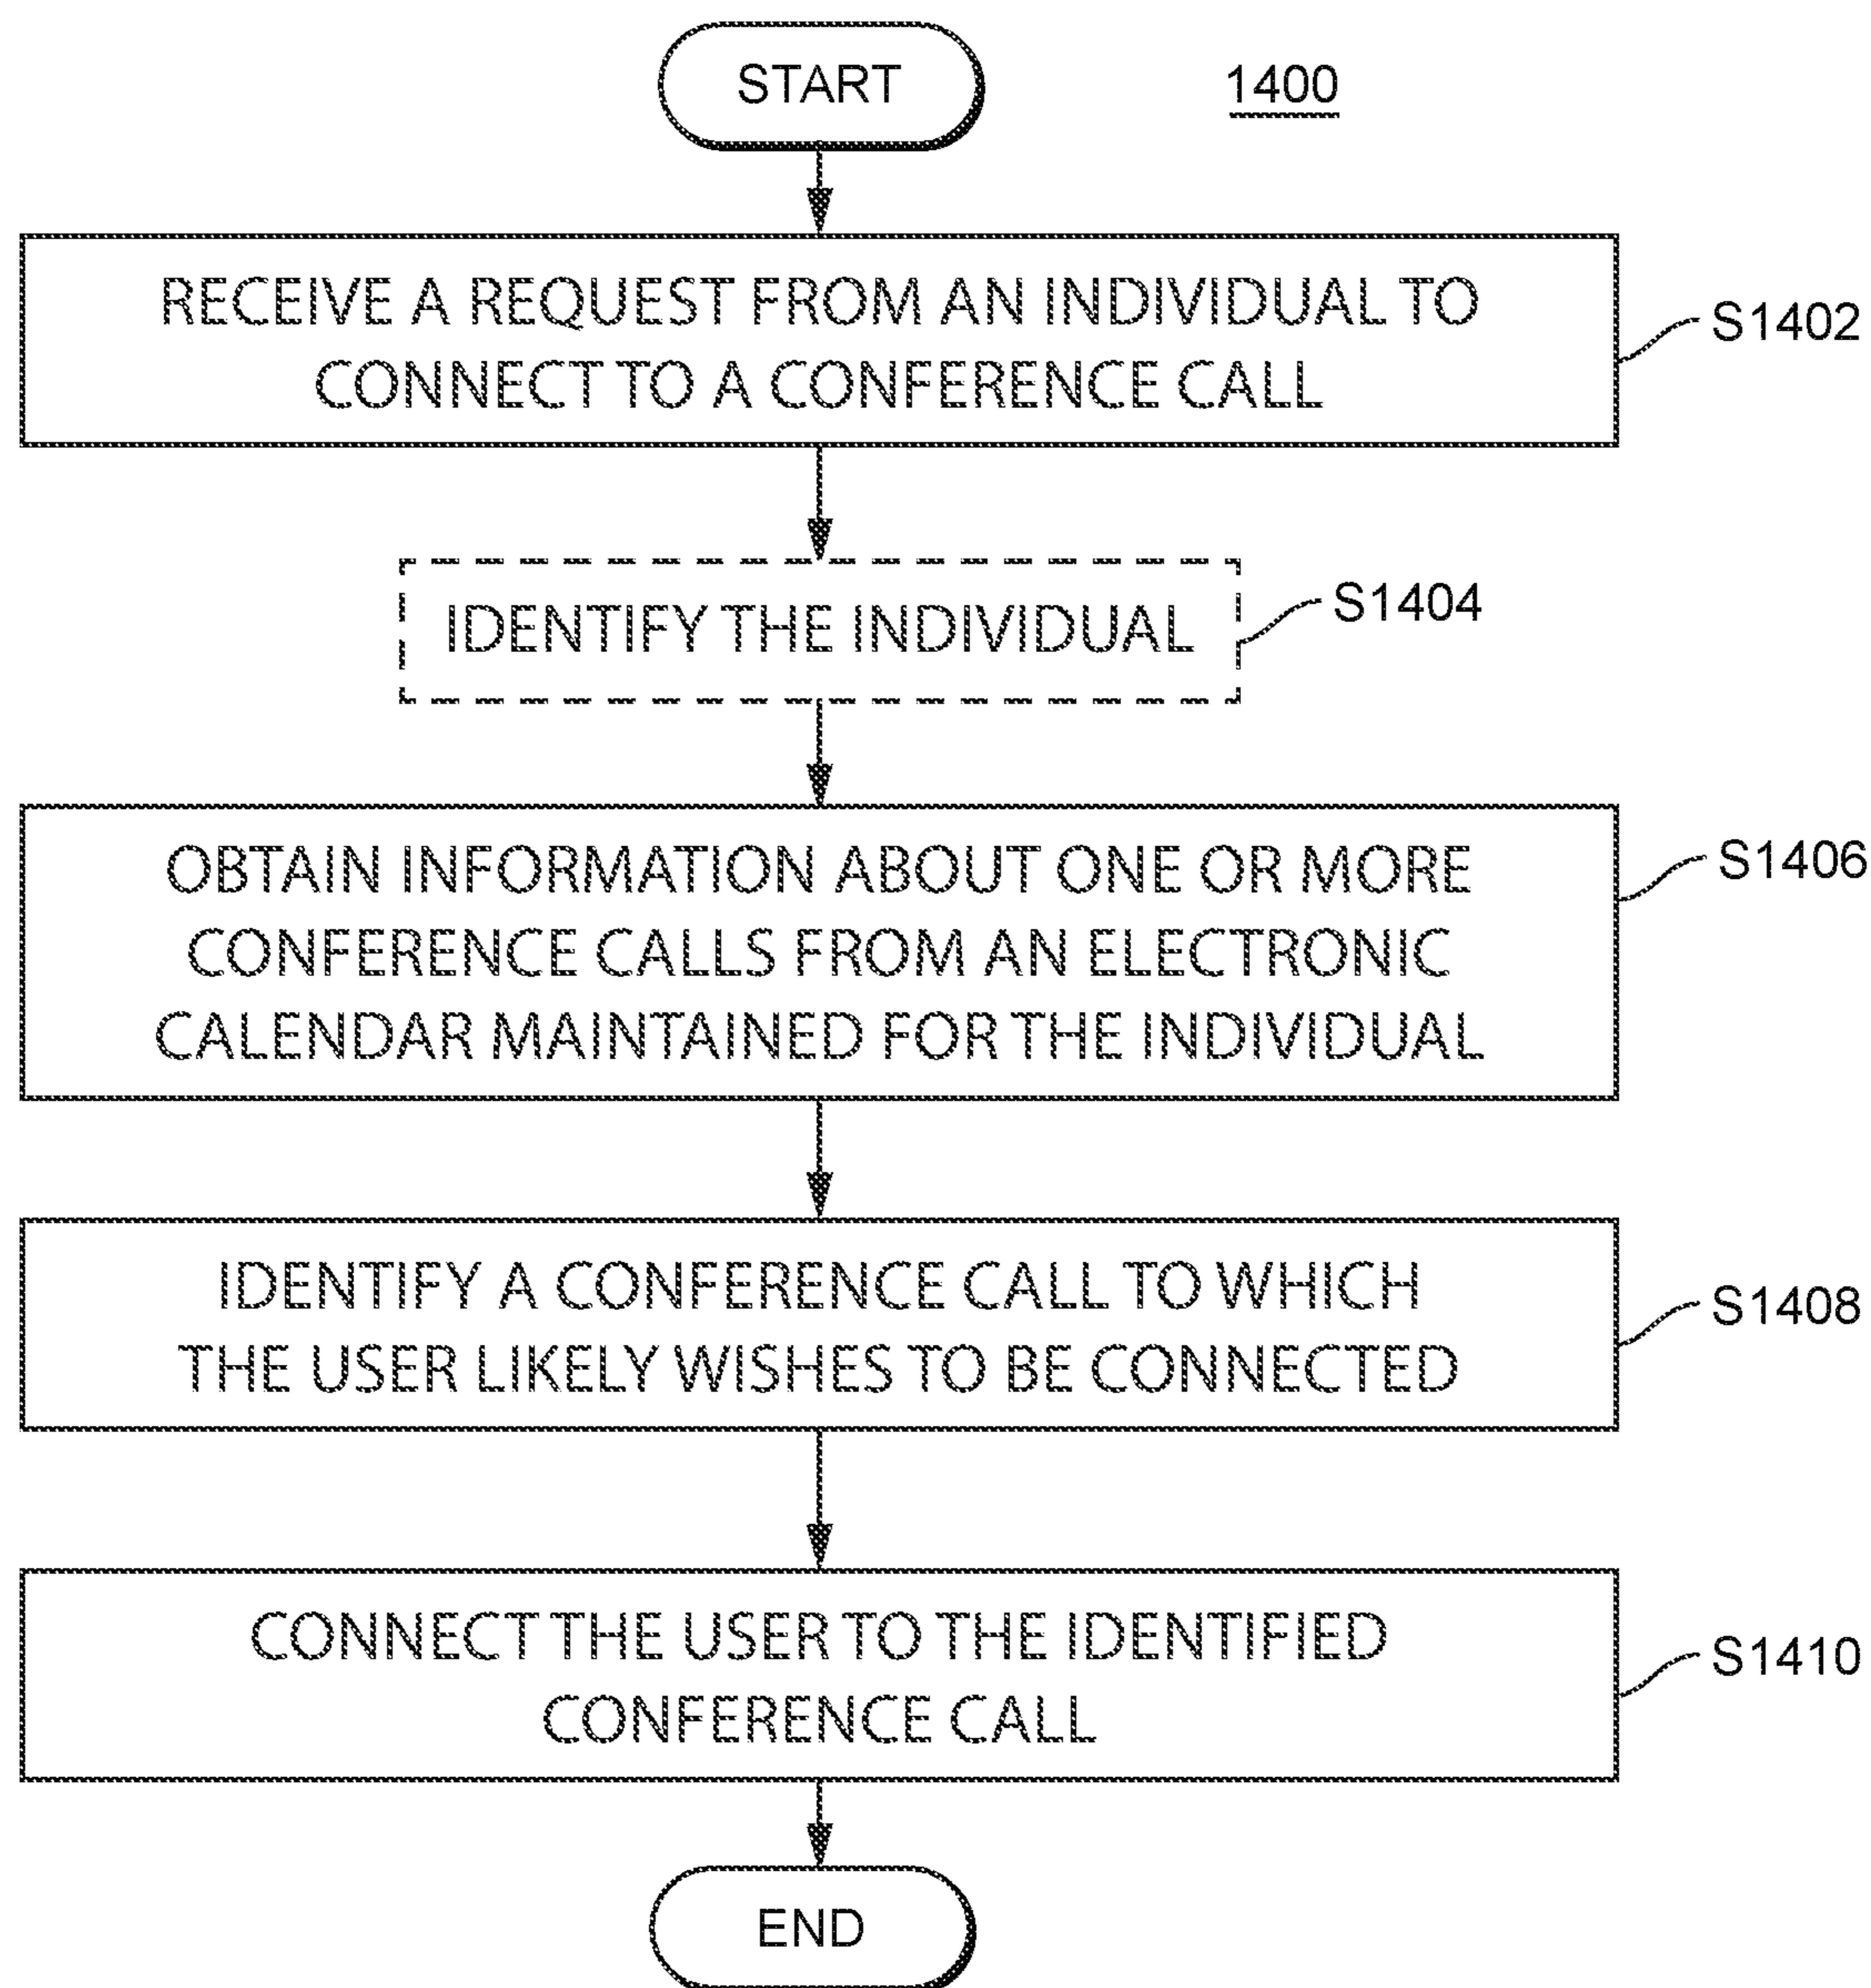 START
1400
RECEIVE A REQUEST FROM AN INDIVIDUAL TO
CONNECT TO A CONFERENCE CALL
S1402
IDENTIFY THE INDIVIDUAL
S1404
OBTAIN INFORMATION ABOUT ONE OR MORE
CONFERENCE CALLS FROM AN ELECTRONIC
CALENDAR MAINTAINED FOR THE INDIVIDUAL
S1406
IDENTIFY A CONFERENCE CALL TO WHICH
THE USER LIKELY WISHES TO BE CONNECTED
S1408
CONNECT THE USER TO THE IDENTIFIED
CONFERENCE CALL
S1410
END